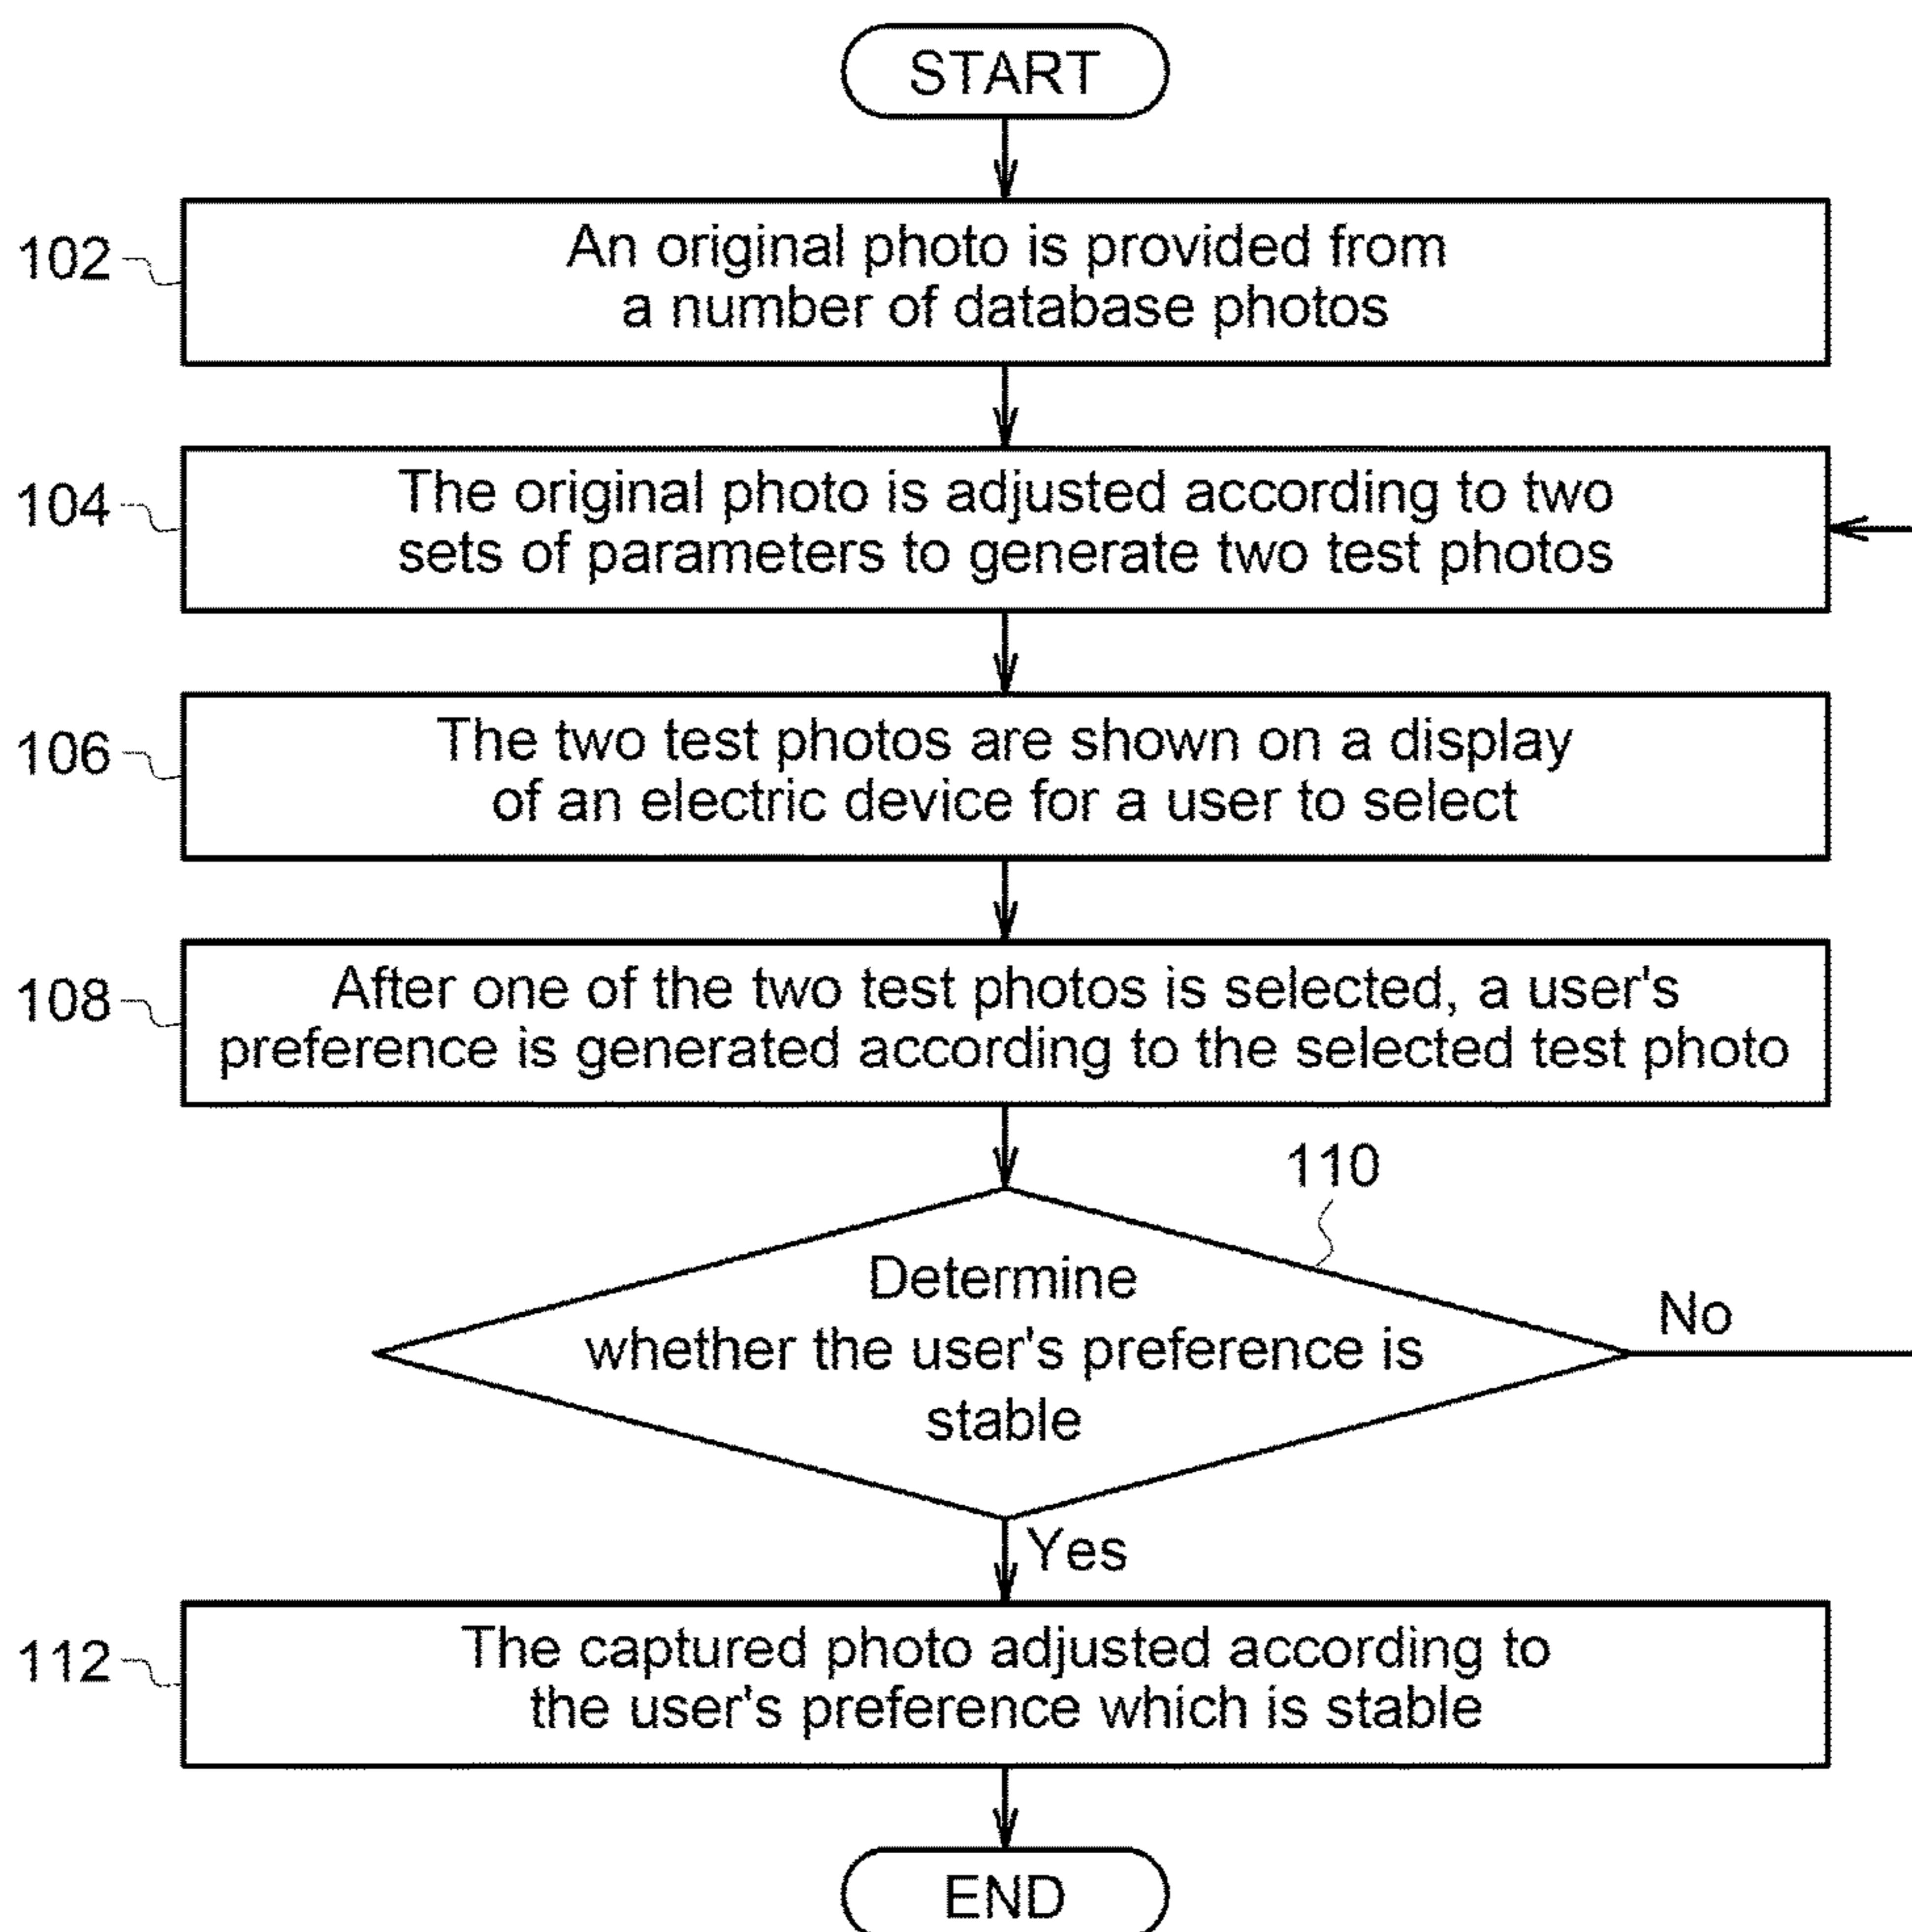 START
102
An original photo is provided from
a number of database photos
104
The original photo is adjusted according to two
sets of parameters to generate two test photos
106
The two test photos are shown on a display
of an electric device for a user to select
108
After one of the two test photos is selected, a user's
preference is generated according to the selected test photo
110
Determine
whether the user's preference is
stable
No
Yes
112
The captured photo adjusted according to
the user's preference which is stable
END